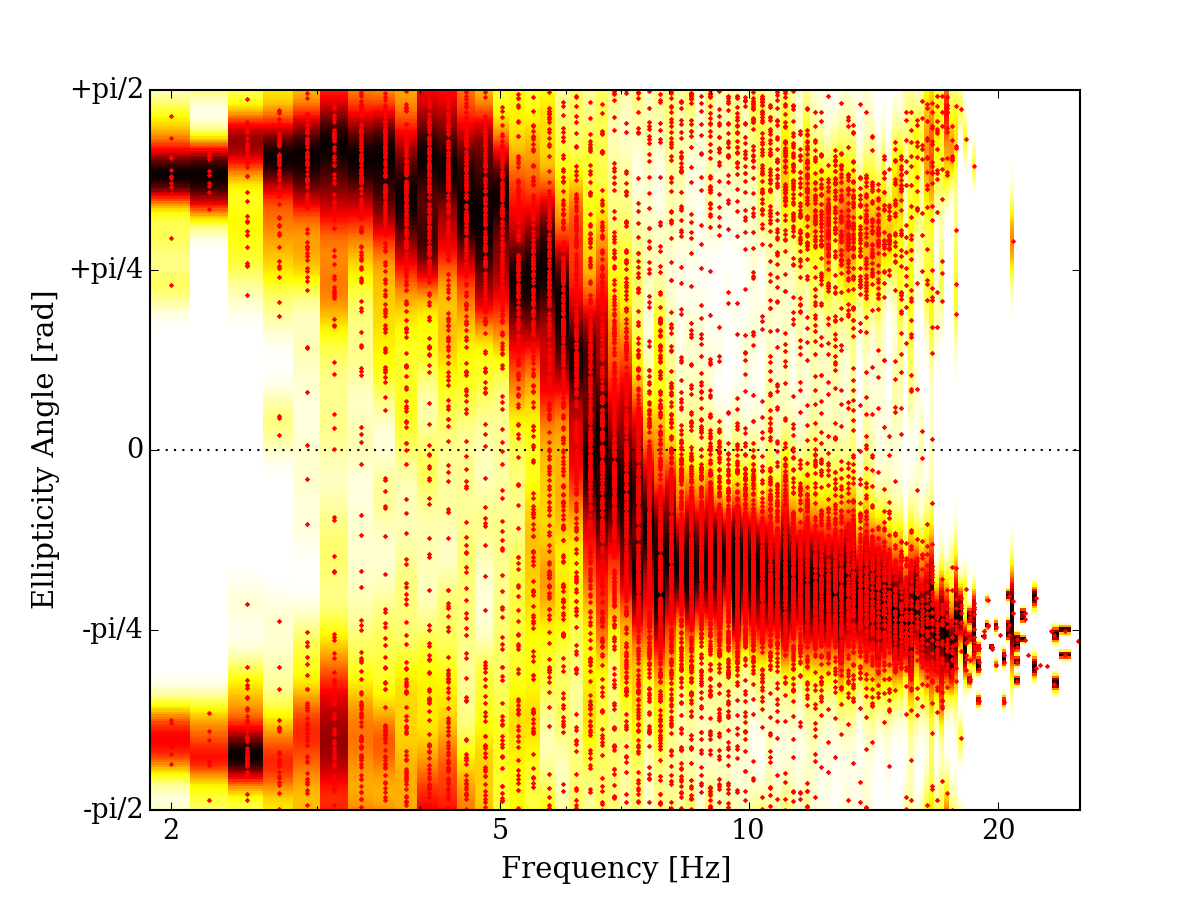 +pi/2
+pi/4
0
-pi/4
-pi/2
Ellipticity Angle [rad]
2 5 10 20
Frequency [Hz]